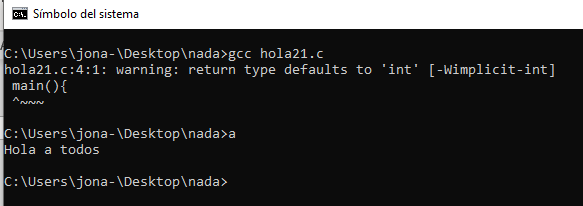 Símbolo del sistema
C:\Users\jona-\Desktop\nada>gcc hola21.c
hola21.c:4:1: warning: return type defaults to 'int' [-Wimplicit-int]
 main(){
 ^~~~
C:\Users\jona-\Desktop\nada>a
Hola a todos
C:\Users\jona-\Desktop\nada>